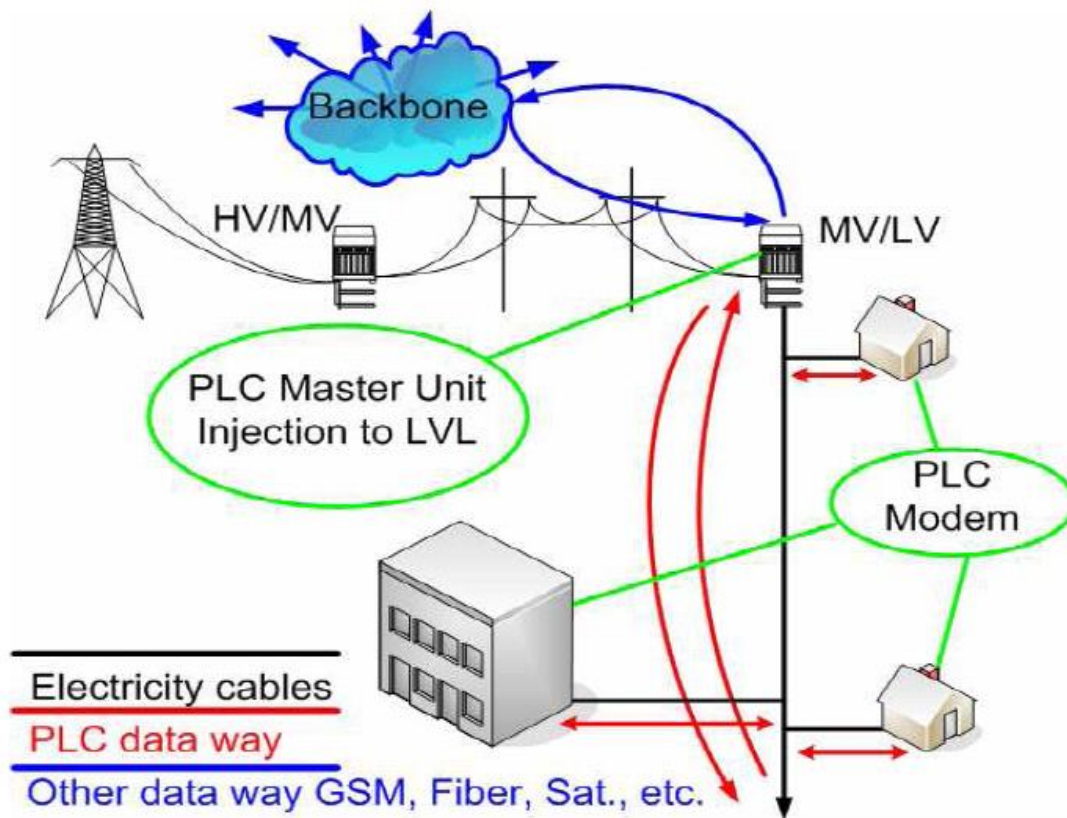 Backbone
HV/MV
MV/LV
PLC Master Unit
Injection to LVL
PLC
Modem
Electricity cables
PLC data way
Other data way GSM, Fiber, Sat., etc.